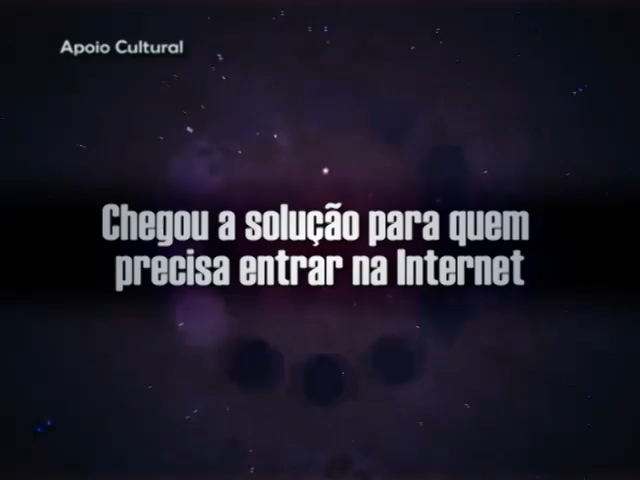 Apoio Cultural
Chegou a solução para quem
precisa entrar na Internet